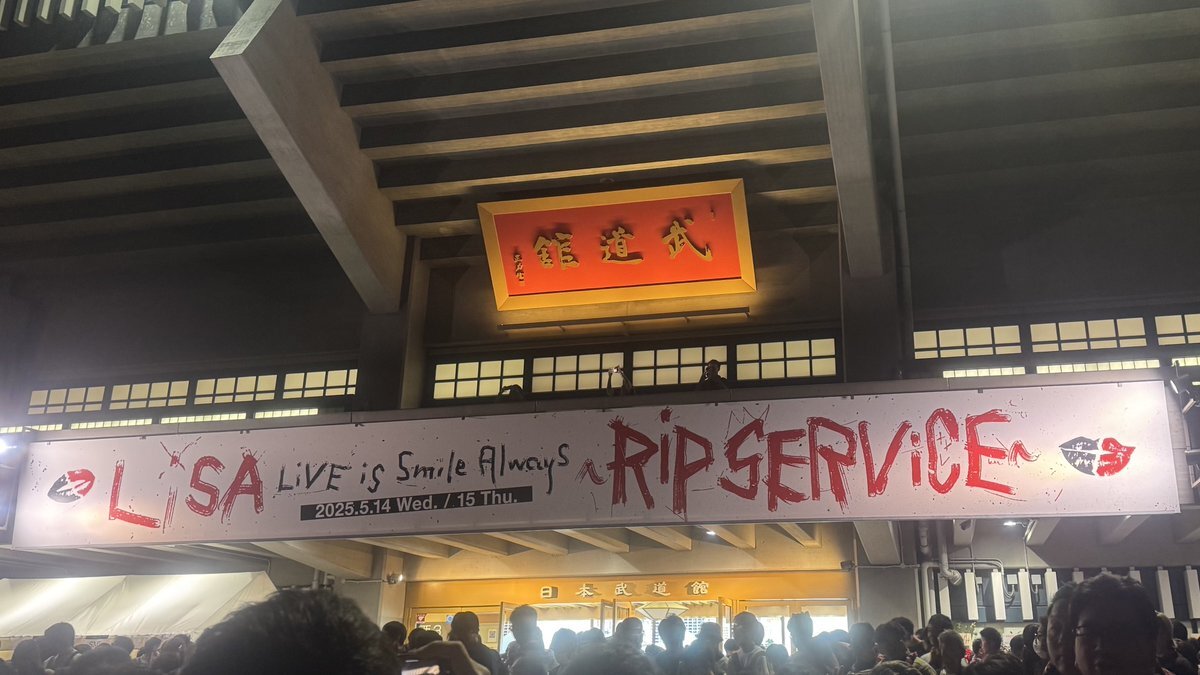 武道館
LiSA LiVE is Smile Always ~RiP SERViCE~
2025.5.14 Wed. / 15 Thu.
日本武道館